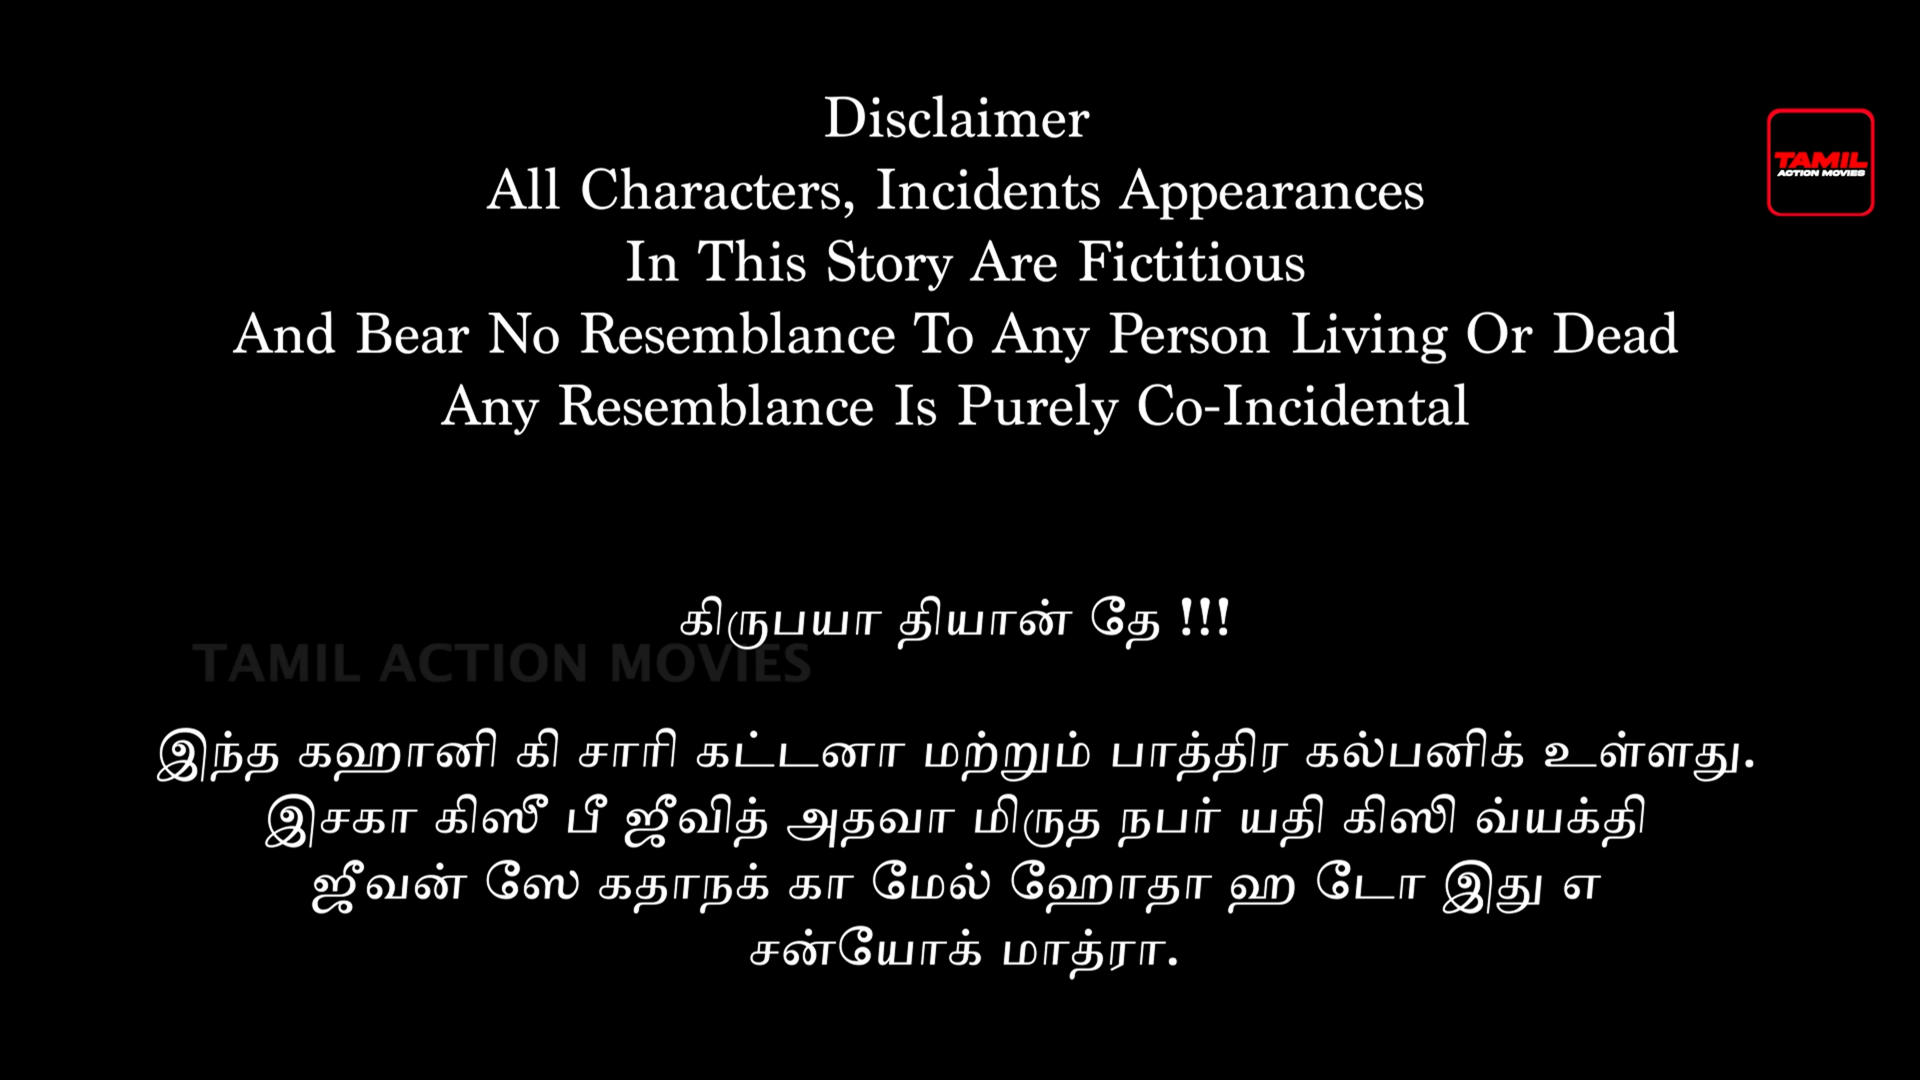 Disclaimer
All Characters, Incidents Appearances
In This Story Are Fictitious
And Bear No Resemblance To Any Person Living Or Dead
Any Resemblance Is Purely Co-Incidental
TAMIL
ACTION MOVIES
கிருபயா தியான் தே !!!
TAMIL ACTION MOVIES
இந்த கஹானி கி சாரி கட்டனா மற்றும் பாத்திர கல்பனிக் உள்ளது.
இசகா கிஸீ பீ ஜீவித் அதவா மிருத நபர் யதி கிஸி வ்யக்தி
ஜீவன் ஸே கதாநக் கா மேல் ஹோதா ஹ டோ இது எ
சன்யோக் மாத்ரா.